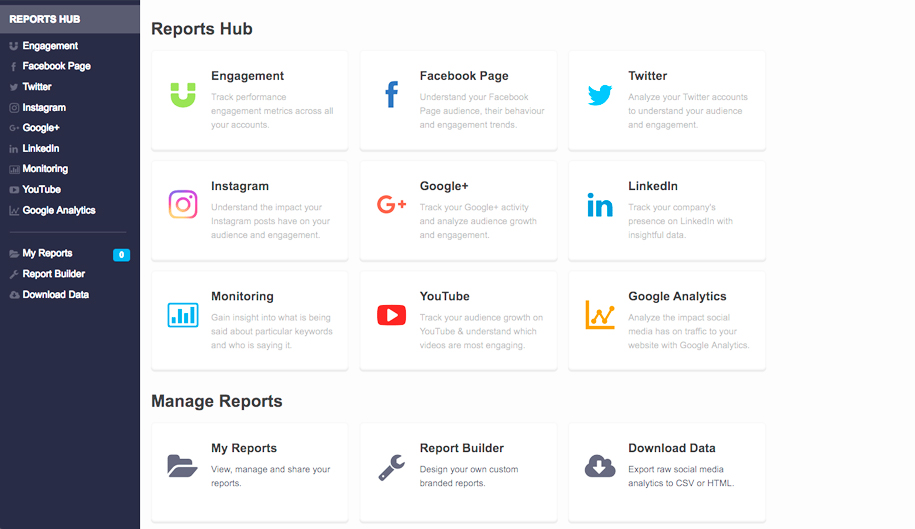 REPORTS HUB
Engagement
Facebook Page
Twitter
Instagram
Google+
LinkedIn
Monitoring
YouTube
Google Analytics
My Reports 0
Report Builder
Download Data
Reports Hub
Engagement
Track performance
engagement metrics across all
your accounts.
Facebook Page
Understand your Facebook
Page audience, their behaviour
and engagement trends.
Twitter
Analyze your Twitter accounts
to understand your audience
and engagement.
Instagram
Understand the impact your
Instagram posts have on your
audience and engagement.
Google+
Track your Google+ activity
and analyze audience growth
and engagement.
LinkedIn
Track your company's
presence on LinkedIn with
insightful data.
Monitoring
Gain insight into what is being
said about particular keywords
and who is saying it.
YouTube
Track your audience growth on
YouTube & understand which
videos are most engaging.
Google Analytics
Analyze the impact social
media has on traffic to your
website with Google Analytics.
Manage Reports
My Reports
View, manage and share your
reports.
Report Builder
Design your own custom
branded reports.
Download Data
Export raw social media
analytics to CSV or HTML.